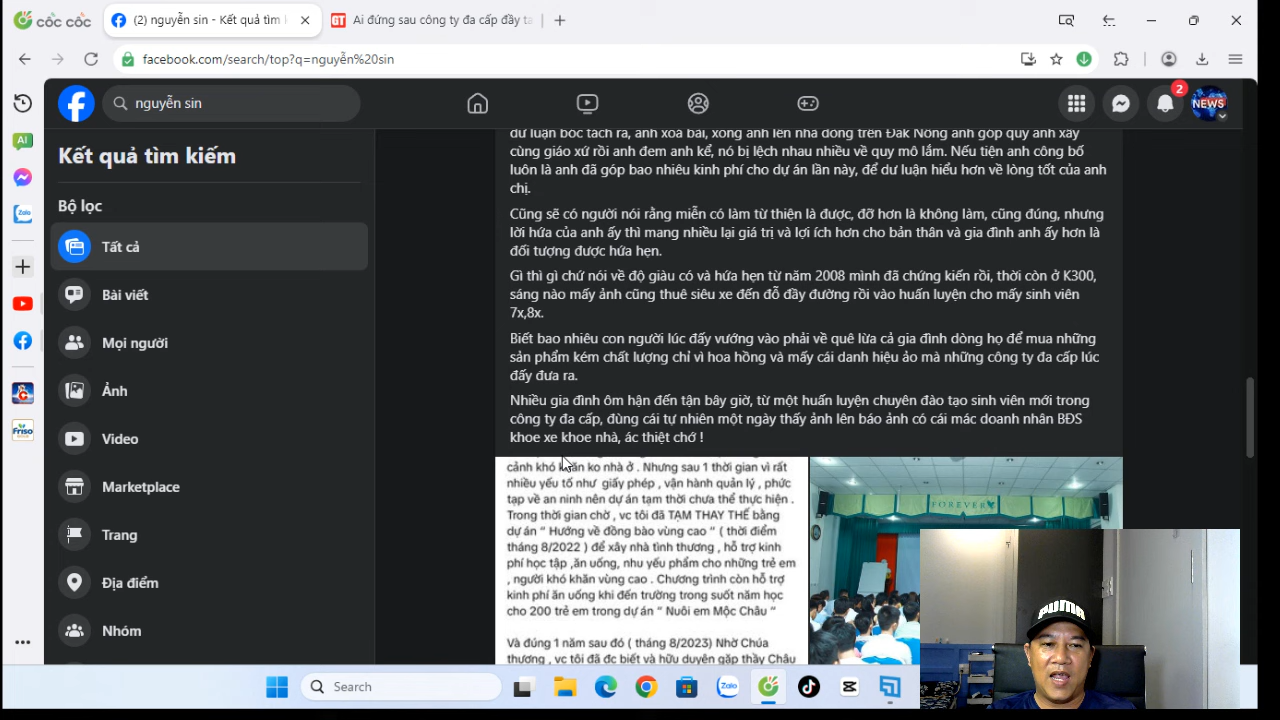 cốc cốc
(2) nguyễn sin - Kết quả tìm
Ai đứng sau công ty đa cấp đầy ta
facebook.com/search/top?q=nguyễn%20sin
nguyễn sin
2
NEWS
AI
Zalo
Friso
Kết quả tìm kiếm
Bộ lọc
Tất cả
Bài viết
Mọi người
Ảnh
Video
Marketplace
Trang
Địa điểm
Nhóm
dư luận bóc tách ra, anh xóa bài, xong anh lên nhà dòng trên Đăk Nông anh góp quỹ anh xây
cùng giáo xứ rồi anh đem anh kể, nó bị lệch nhau nhiều về quy mô lắm. Nếu tiện anh công bố
luôn là anh đã góp bao nhiêu kinh phí cho dự án lần này, để dư luận hiểu hơn về lòng tốt của anh
chị.
Cũng sẽ có người nói rằng miễn có làm từ thiện là được, đỡ hơn là không làm, cũng đúng, nhưng
lời hứa của anh ấy thì mang nhiều lại giá trị và lợi ích hơn cho bản thân và gia đình anh ấy hơn là
đối tượng được hứa hẹn.
Gì thì gì chứ nói về độ giàu có và hứa hẹn từ năm 2008 mình đã chứng kiến rồi, thời còn ở K300,
sáng nào mấy ảnh cũng thuê siêu xe đến đỗ đầy đường rồi vào huấn luyện cho mấy sinh viên
7x,8x.
Biết bao nhiêu con người lúc đấy vướng vào phải về quê lừa cả gia đình dòng họ để mua những
sản phẩm kém chất lượng chỉ vì hoa hồng và mấy cái danh hiệu ảo mà những công ty đa cấp lúc
đấy đưa ra.
Nhiều gia đình ôm hận đến tận bây giờ, từ một huấn luyện chuyên đào tạo sinh viên mới trong
công ty đa cấp, đùng cái tự nhiên một ngày thấy ảnh lên báo ảnh có cái mác doanh nhân BĐS
khoe xe khoe nhà, ác thiệt chớ !
cảnh khó khăn ko nhà ở . Nhưng sau 1 thời gian vì rất
nhiều yếu tố như giấy phép , vận hành quản lý , phức
tạp về an ninh nên dự án tạm thời chưa thể thực hiện .
Trong thời gian chờ , vc tôi đã TẠM THAY THẾ bằng
dự án “ Hướng về đồng bào vùng cao “ ( thời điểm
tháng 8/2022 ) để xây nhà tình thương , hỗ trợ kinh
phí học tập ,ăn uống, nhu yếu phẩm cho những trẻ em
, người khó khăn vùng cao . Chương trình còn hỗ trợ
kinh phí ăn uống khi đến trường trong suốt năm học
cho 200 trẻ em trong dự án “ Nuôi em Mộc Châu “
Và đúng 1 năm sau đó ( tháng 8/2023) Nhờ Chúa
thương , vc tôi đã đc biết và hữu duyên gặp thầy Châu
FOREVER
PUMA
Search
Zalo